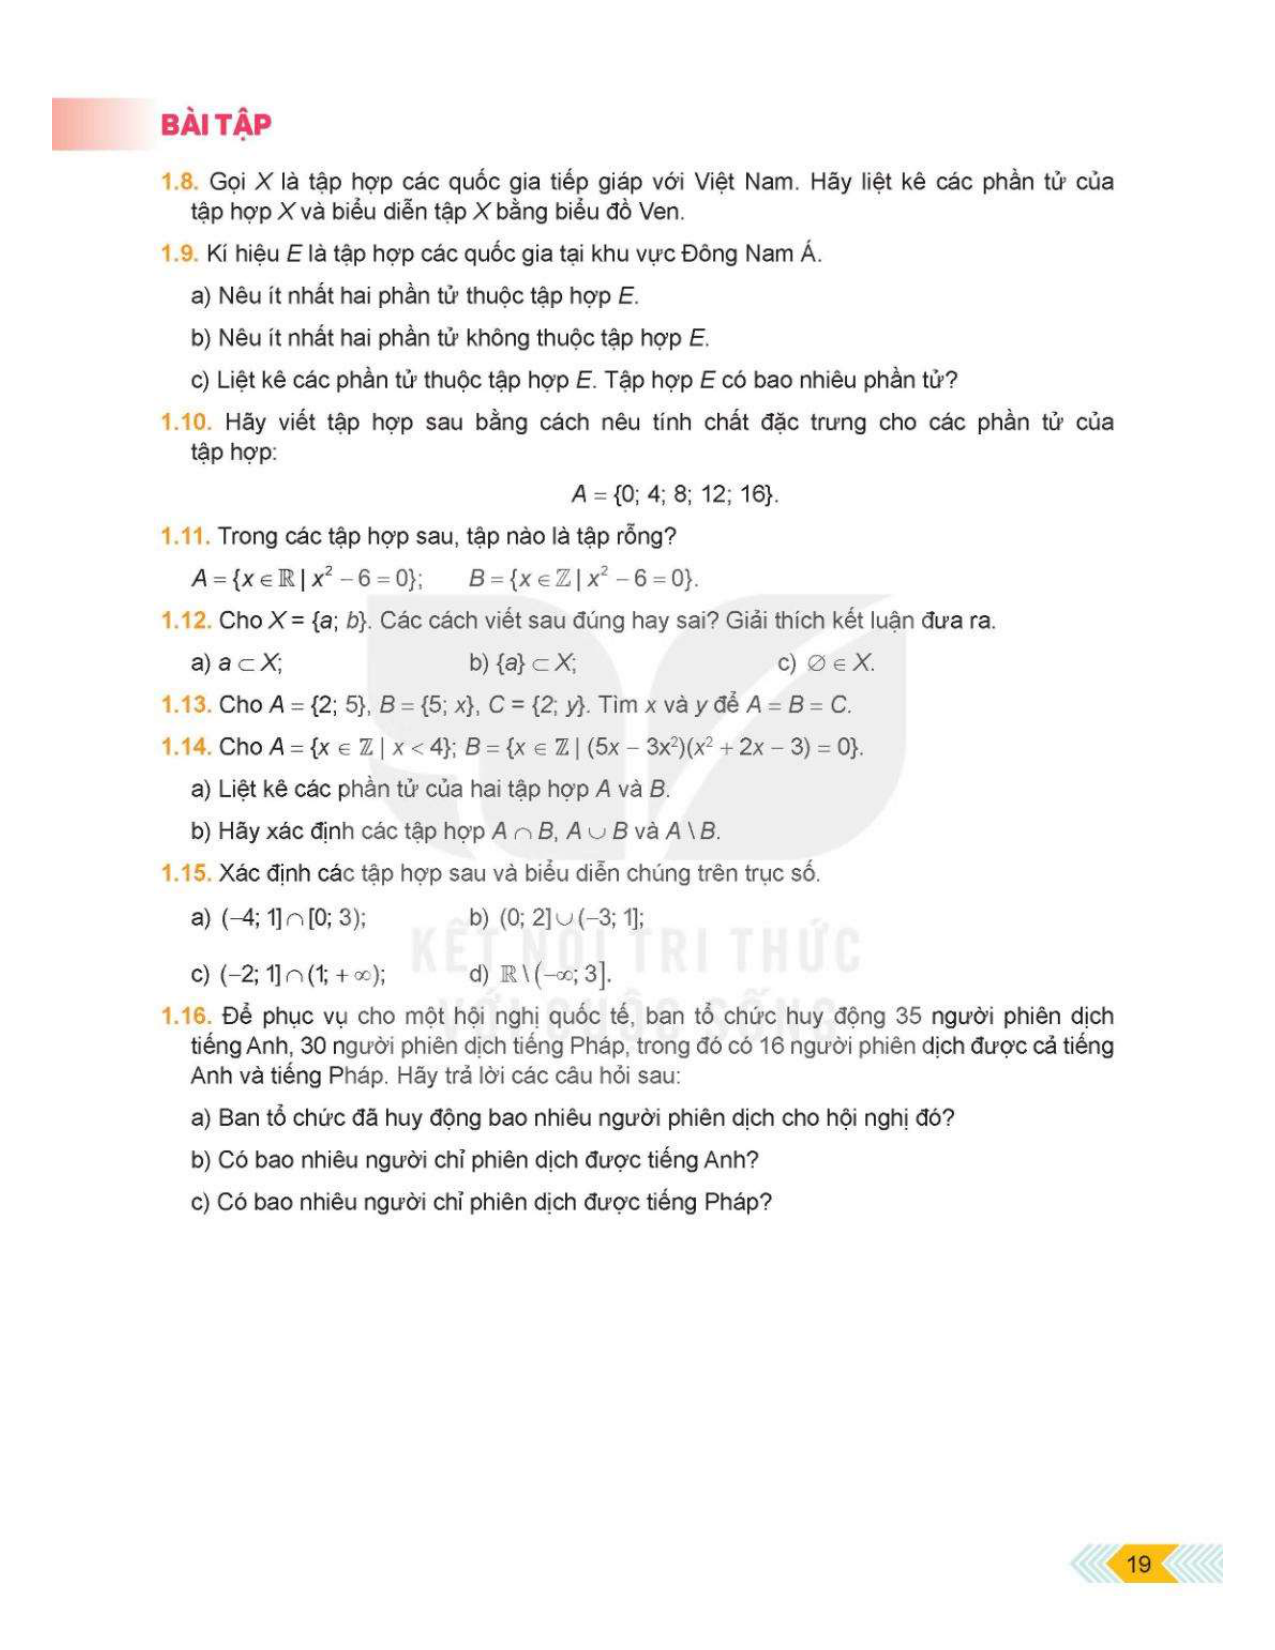 BÀI TẬP
1.8. Gọi X là tập hợp các quốc gia tiếp giáp với Việt Nam. Hãy liệt kê các phần tử của
tập hợp X và biểu diễn tập X bằng biểu đồ Ven.
1.9. Kí hiệu E là tập hợp các quốc gia tại khu vực Đông Nam Á.
a) Nêu ít nhất hai phần tử thuộc tập hợp E.
b) Nêu ít nhất hai phần tử không thuộc tập hợp E.
c) Liệt kê các phần tử thuộc tập hợp E. Tập hợp E có bao nhiêu phần tử?
1.10. Hãy viết tập hợp sau bằng cách nêu tính chất đặc trưng cho các phần tử của
tập hợp:
A = {0; 4; 8; 12; 16}.
1.11. Trong các tập hợp sau, tập nào là tập rỗng?
A = {x ∈ ℝ | x² – 6 = 0}; B = {x ∈ ℤ | x² – 6 = 0}.
1.12. Cho X = {a; b}. Các cách viết sau đúng hay sai? Giải thích kết luận đưa ra.
a) a ⊂ X; b) {a} ⊂ X; c) ∅ ∈ X.
1.13. Cho A = {2; 5}, B = {5; x}, C = {2; y}. Tìm x và y để A = B = C.
1.14. Cho A = {x ∈ ℤ | x < 4}; B = {x ∈ ℤ | (5x – 3x²)(x² + 2x – 3) = 0}.
a) Liệt kê các phần tử của hai tập hợp A và B.
b) Hãy xác định các tập hợp A ∩ B, A ∪ B và A \ B.
1.15. Xác định các tập hợp sau và biểu diễn chúng trên trục số.
a) (–4; 1] ∩ [0; 3); b) (0; 2] ∪ (–3; 1];
KẾT NỐI TRI THỨC
c) (–2; 1] ∩ (1; + ∞); d) ℝ \ (–∞; 3].
VỚI CUỘC SỐNG
1.16. Để phục vụ cho một hội nghị quốc tế, ban tổ chức huy động 35 người phiên dịch
tiếng Anh, 30 người phiên dịch tiếng Pháp, trong đó có 16 người phiên dịch được cả tiếng
Anh và tiếng Pháp. Hãy trả lời các câu hỏi sau:
a) Ban tổ chức đã huy động bao nhiêu người phiên dịch cho hội nghị đó?
b) Có bao nhiêu người chỉ phiên dịch được tiếng Anh?
c) Có bao nhiêu người chỉ phiên dịch được tiếng Pháp?
19